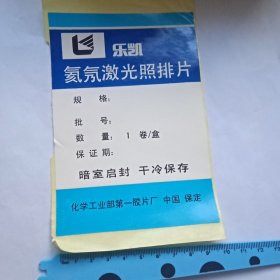 乐凯
氦氖激光照排片
规 格:
批 号:
数 量: 1 卷/盒
保 证 期:
暗室启封 干冷保存
化学工业部第一胶片厂 中国 保定